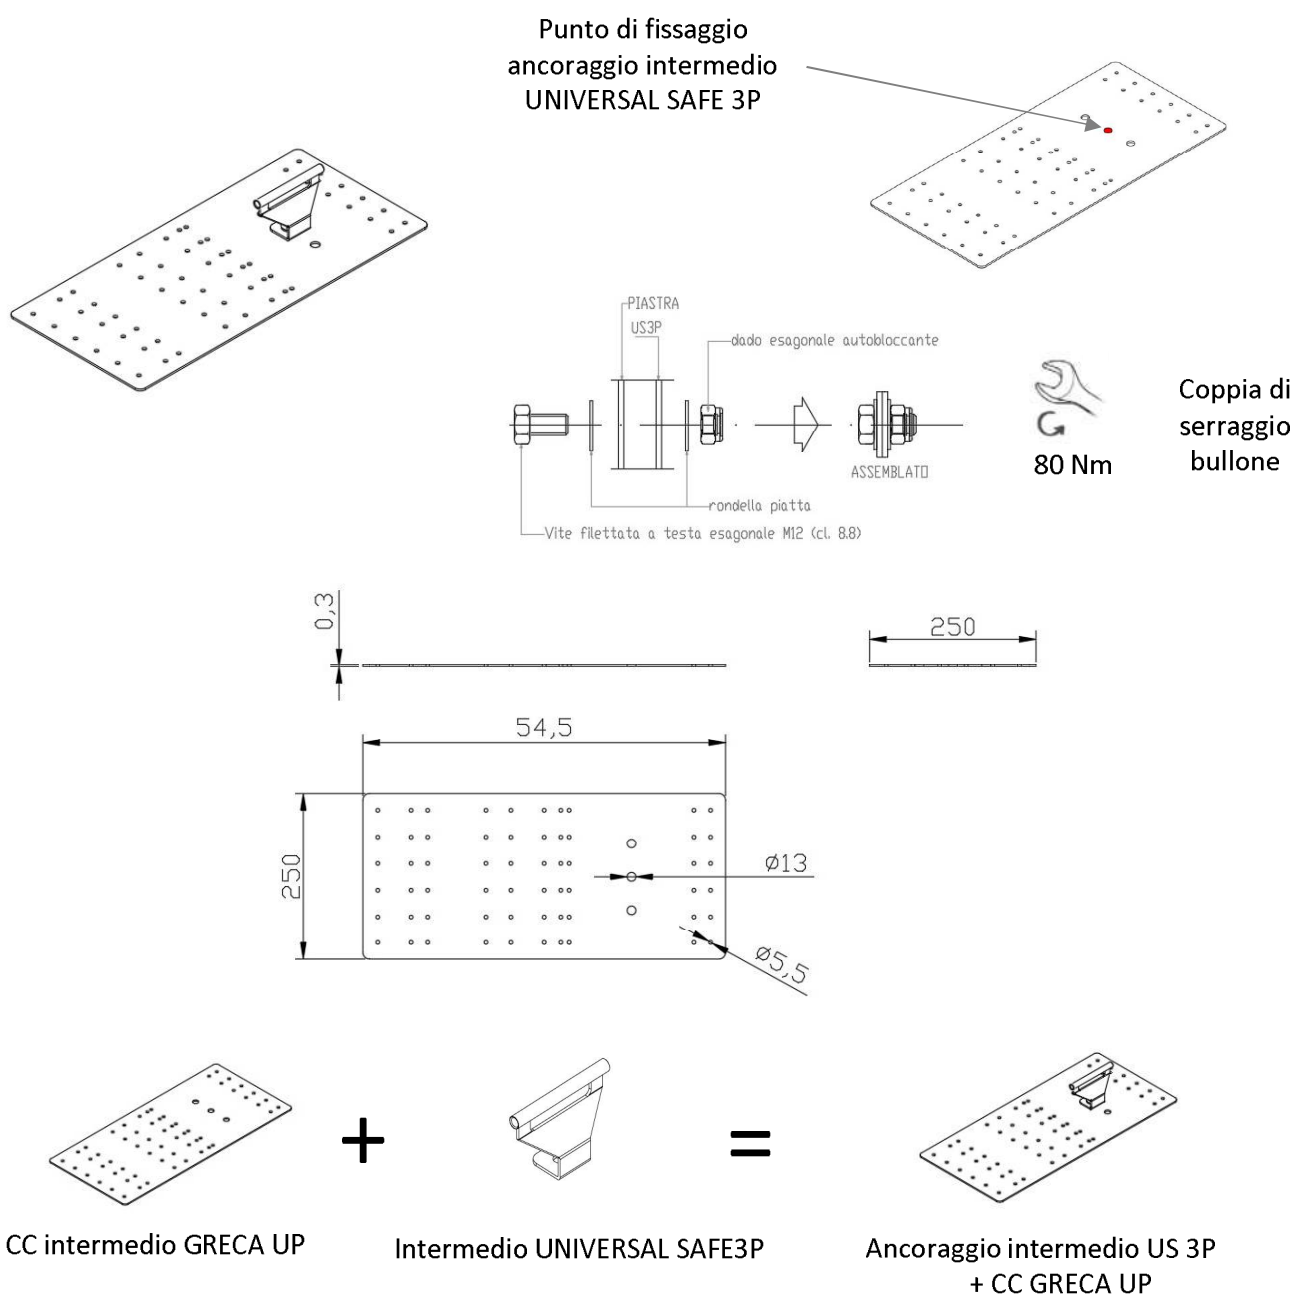 Punto di fissaggio
ancoraggio intermedio
UNIVERSAL SAFE 3P
PIASTRA
US3P
dado esagonale autobloccante
ASSEMBLATO
rondella piatta
Vite filettata a testa esagonale M12 (cl. 8.8)
80 Nm
Coppia di
serraggio
bullone
0,3
250
54,5
250
Ø13
Ø5,5
+
=
CC intermedio GRECA UP
Intermedio UNIVERSAL SAFE3P
Ancoraggio intermedio US 3P
+ CC GRECA UP